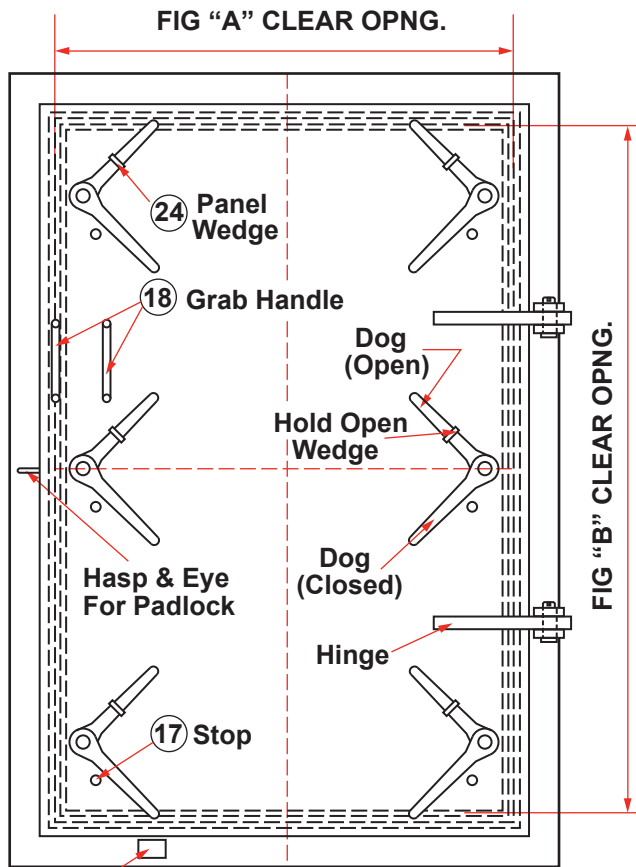 FIG “A” CLEAR OPNG.
24 Panel
Wedge
18 Grab Handle
Dog
(Open)
Hold Open
Wedge
FIG “B” CLEAR OPNG.
Hasp & Eye
For Padlock
Dog
(Closed)
Hinge
17 Stop